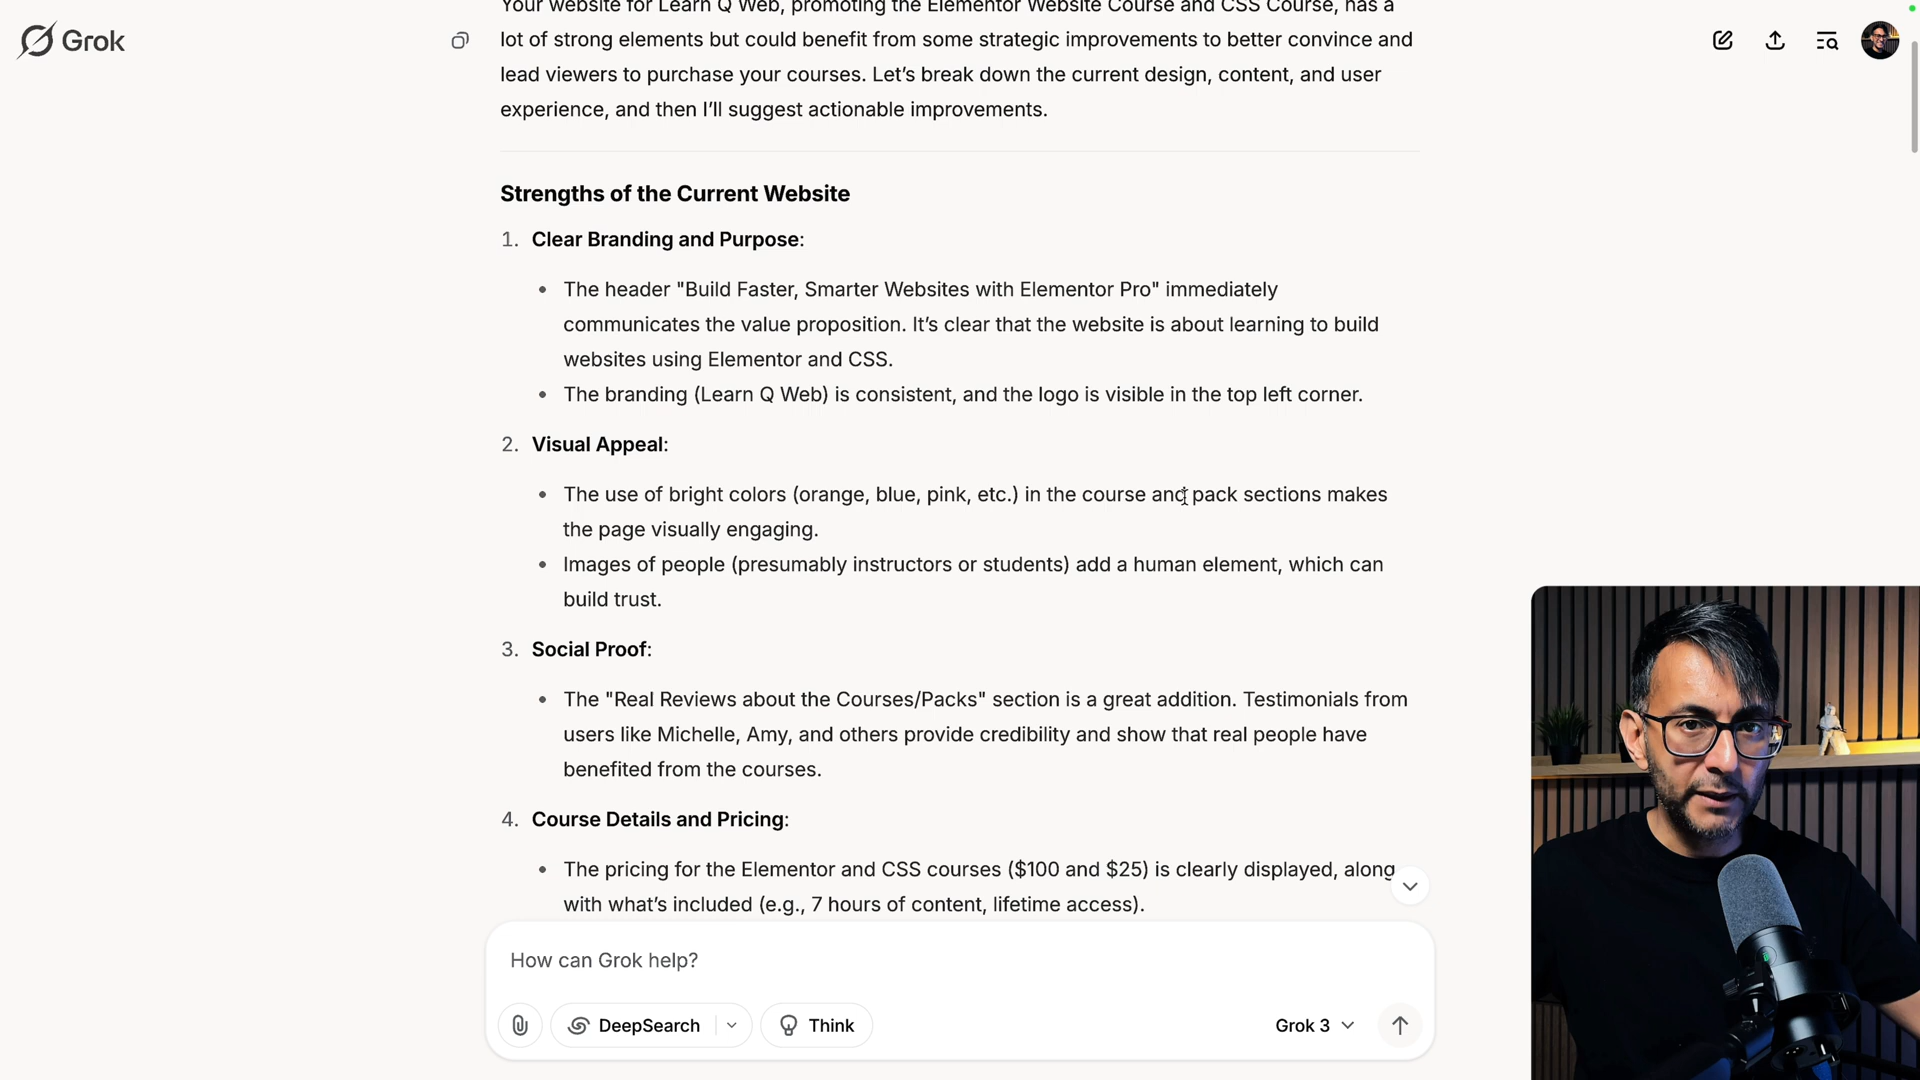 Grok
Your website for Learn Q Web, promoting the Elementor Website Course and CSS Course, has a
lot of strong elements but could benefit from some strategic improvements to better convince and
lead viewers to purchase your courses. Let’s break down the current design, content, and user
experience, and then I’ll suggest actionable improvements.
Strengths of the Current Website
1. Clear Branding and Purpose:
• The header "Build Faster, Smarter Websites with Elementor Pro" immediately
communicates the value proposition. It’s clear that the website is about learning to build
websites using Elementor and CSS.
• The branding (Learn Q Web) is consistent, and the logo is visible in the top left corner.
2. Visual Appeal:
• The use of bright colors (orange, blue, pink, etc.) in the course and pack sections makes
the page visually engaging.
• Images of people (presumably instructors or students) add a human element, which can
build trust.
3. Social Proof:
• The "Real Reviews about the Courses/Packs" section is a great addition. Testimonials from
users like Michelle, Amy, and others provide credibility and show that real people have
benefited from the courses.
4. Course Details and Pricing:
• The pricing for the Elementor and CSS courses ($100 and $25) is clearly displayed, along
with what’s included (e.g., 7 hours of content, lifetime access).
How can Grok help?
DeepSearch
Think
Grok 3